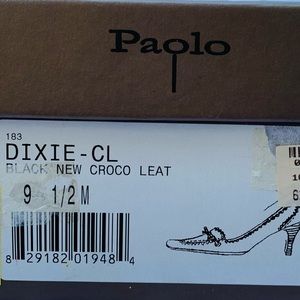 Paolo
183
DIXIE-CL
BLACK NEW CROCO LEAT
9 1/2 M
8 29182 01948 4